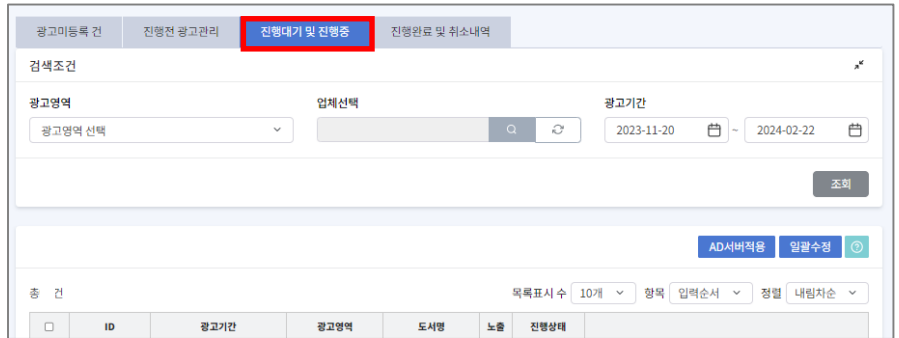 광고미등록 건 진행전 광고관리 진행대기 및 진행중 진행완료 및 취소내역
검색조건
광고영역 업체선택 광고기간
광고영역 선택 2023-11-20 ~ 2024-02-22
조회
AD서버적용 일괄수정 ?
총 건 목록표시 수 10개 항목 입력순서 정렬 내림차순
ID 광고기간 광고영역 도서명 노출 진행상태